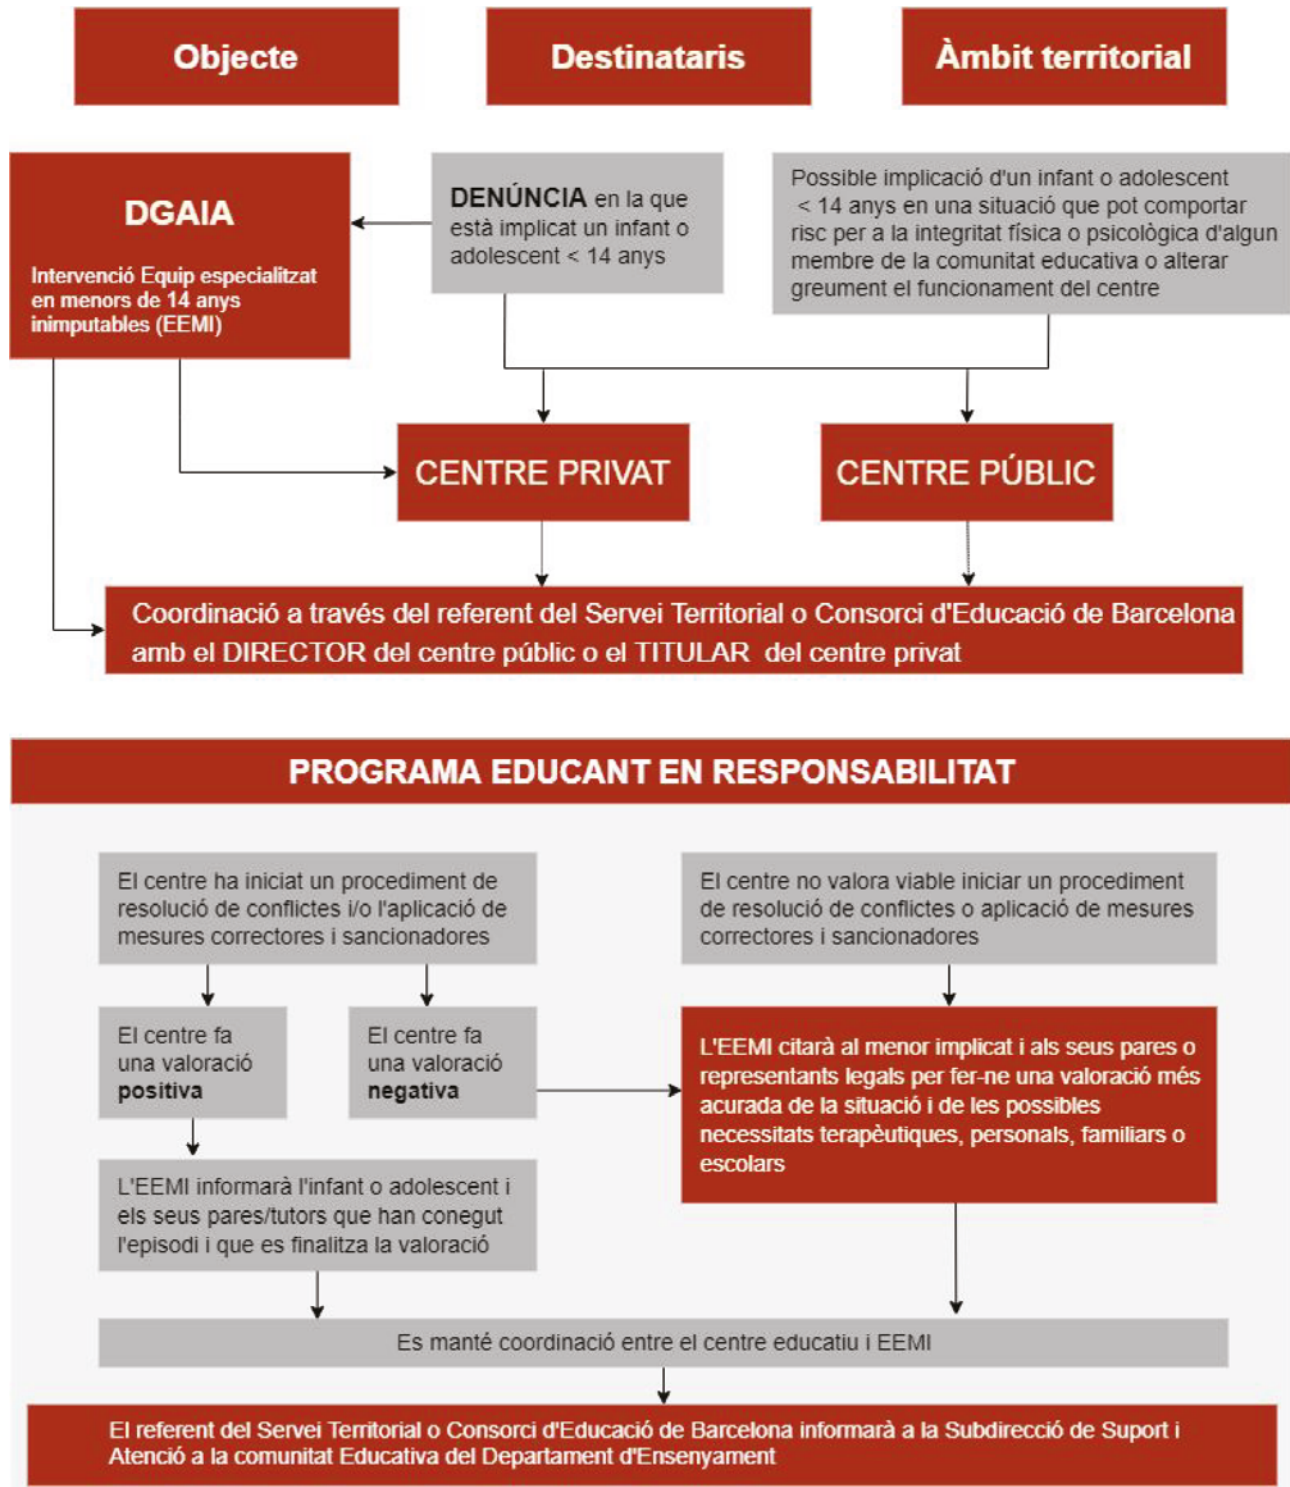 Objecte
Destinataris
Àmbit territorial
DGAIA
Intervenció Equip especialitzat
en menors de 14 anys
inimputables (EEMI)
DENÚNCIA en la que
està implicat un infant o
adolescent < 14 anys
Possible implicació d'un infant o adolescent
< 14 anys en una situació que pot comportar
risc per a la integritat física o psicològica d'algun
membre de la comunitat educativa o alterar
greument el funcionament del centre
CENTRE PRIVAT
CENTRE PÚBLIC
Coordinació a través del referent del Servei Territorial o Consorci d'Educació de Barcelona
amb el DIRECTOR del centre públic o el TITULAR del centre privat
PROGRAMA EDUCANT EN RESPONSABILITAT
El centre ha iniciat un procediment de
resolució de conflictes i/o l'aplicació de
mesures correctores i sancionadores
El centre no valora viable iniciar un procediment
de resolució de conflictes o aplicació de mesures
correctores i sancionadores
El centre fa
una valoració
positiva
El centre fa
una valoració
negativa
L'EEMI citarà al menor implicat i als seus pares o
representants legals per fer-ne una valoració més
acurada de la situació i de les possibles
necessitats terapèutiques, personals, familiars o
escolars
L'EEMI informarà l'infant o adolescent i
els seus pares/tutors que han conegut
l'episodi i que es finalitza la valoració
Es manté coordinació entre el centre educatiu i EEMI
El referent del Servei Territorial o Consorci d'Educació de Barcelona informarà a la Subdirecció de Suport i
Atenció a la comunitat Educativa del Departament d'Ensenyament